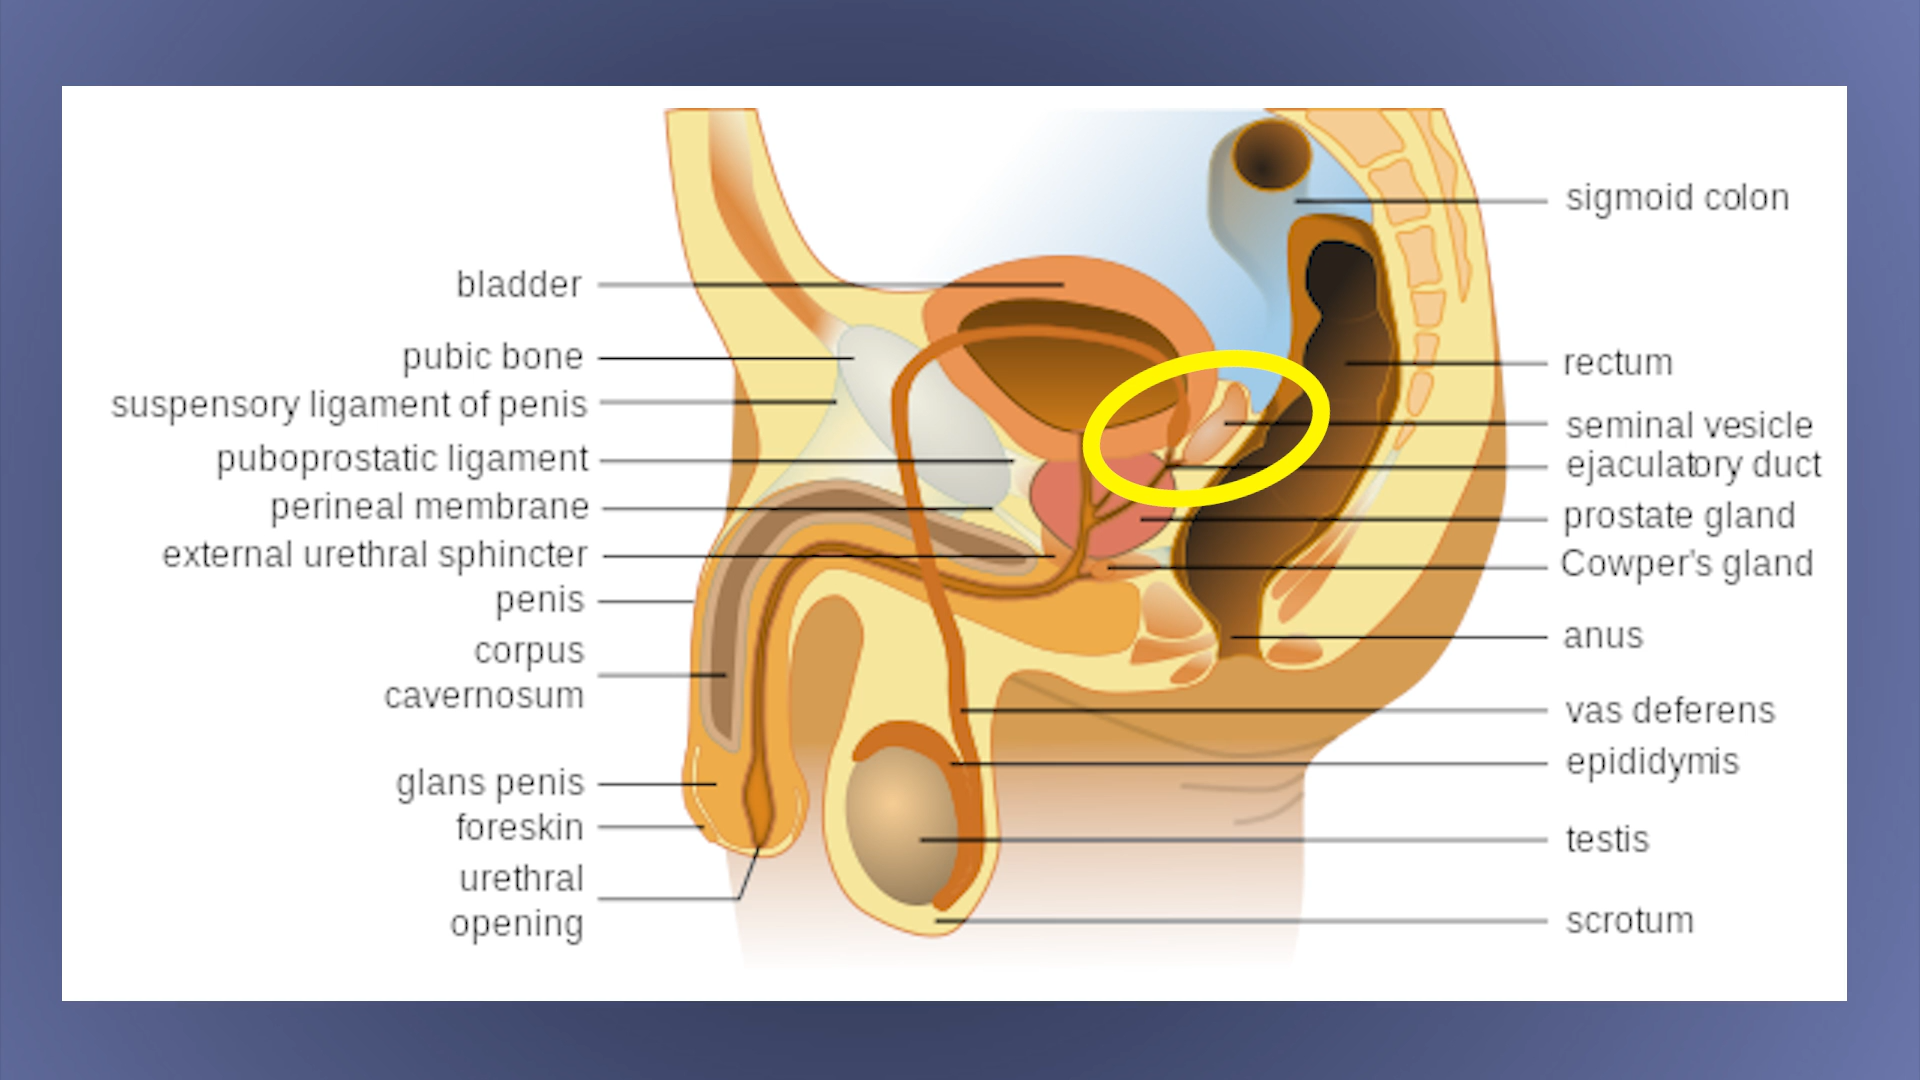 bladder
pubic bone
suspensory ligament of penis
puboprostatic ligament
perineal membrane
external urethral sphincter
penis
corpus
cavernosum
glans penis
foreskin
urethral
opening
sigmoid colon
rectum
seminal vesicle
ejaculatory duct
prostate gland
Cowper's gland
anus
vas deferens
epididymis
testis
scrotum